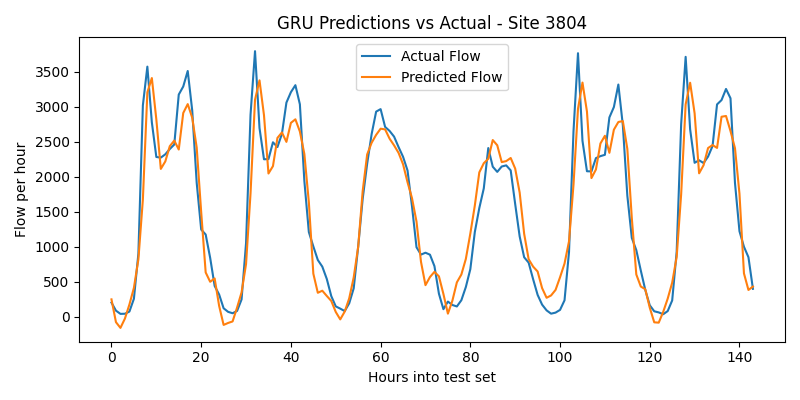 GRU Predictions vs Actual - Site 3804
Actual Flow
Predicted Flow
Flow per hour
3500
3000
2500
2000
1500
1000
500
0
0 20 40 60 80 100 120 140
Hours into test set